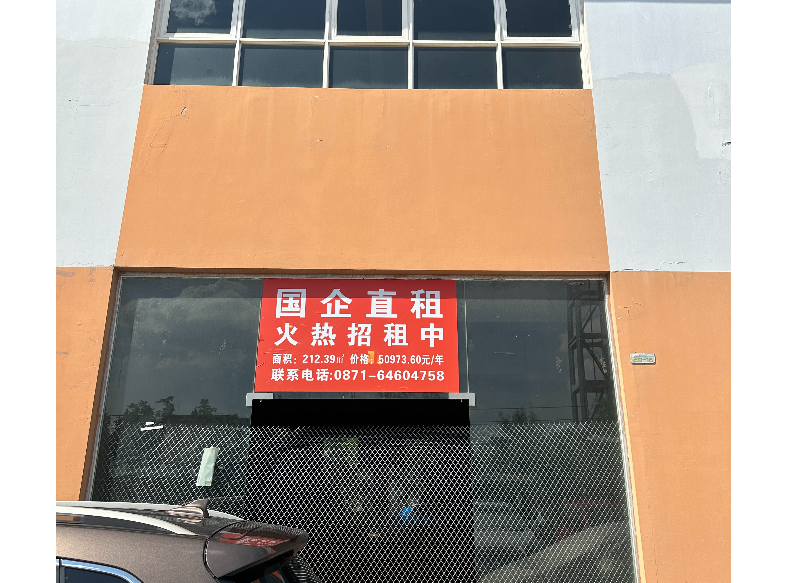 国企直租
火热招租中
面积：212.39㎡ 价格：50973.60元/年
联系电话:0871-64604758